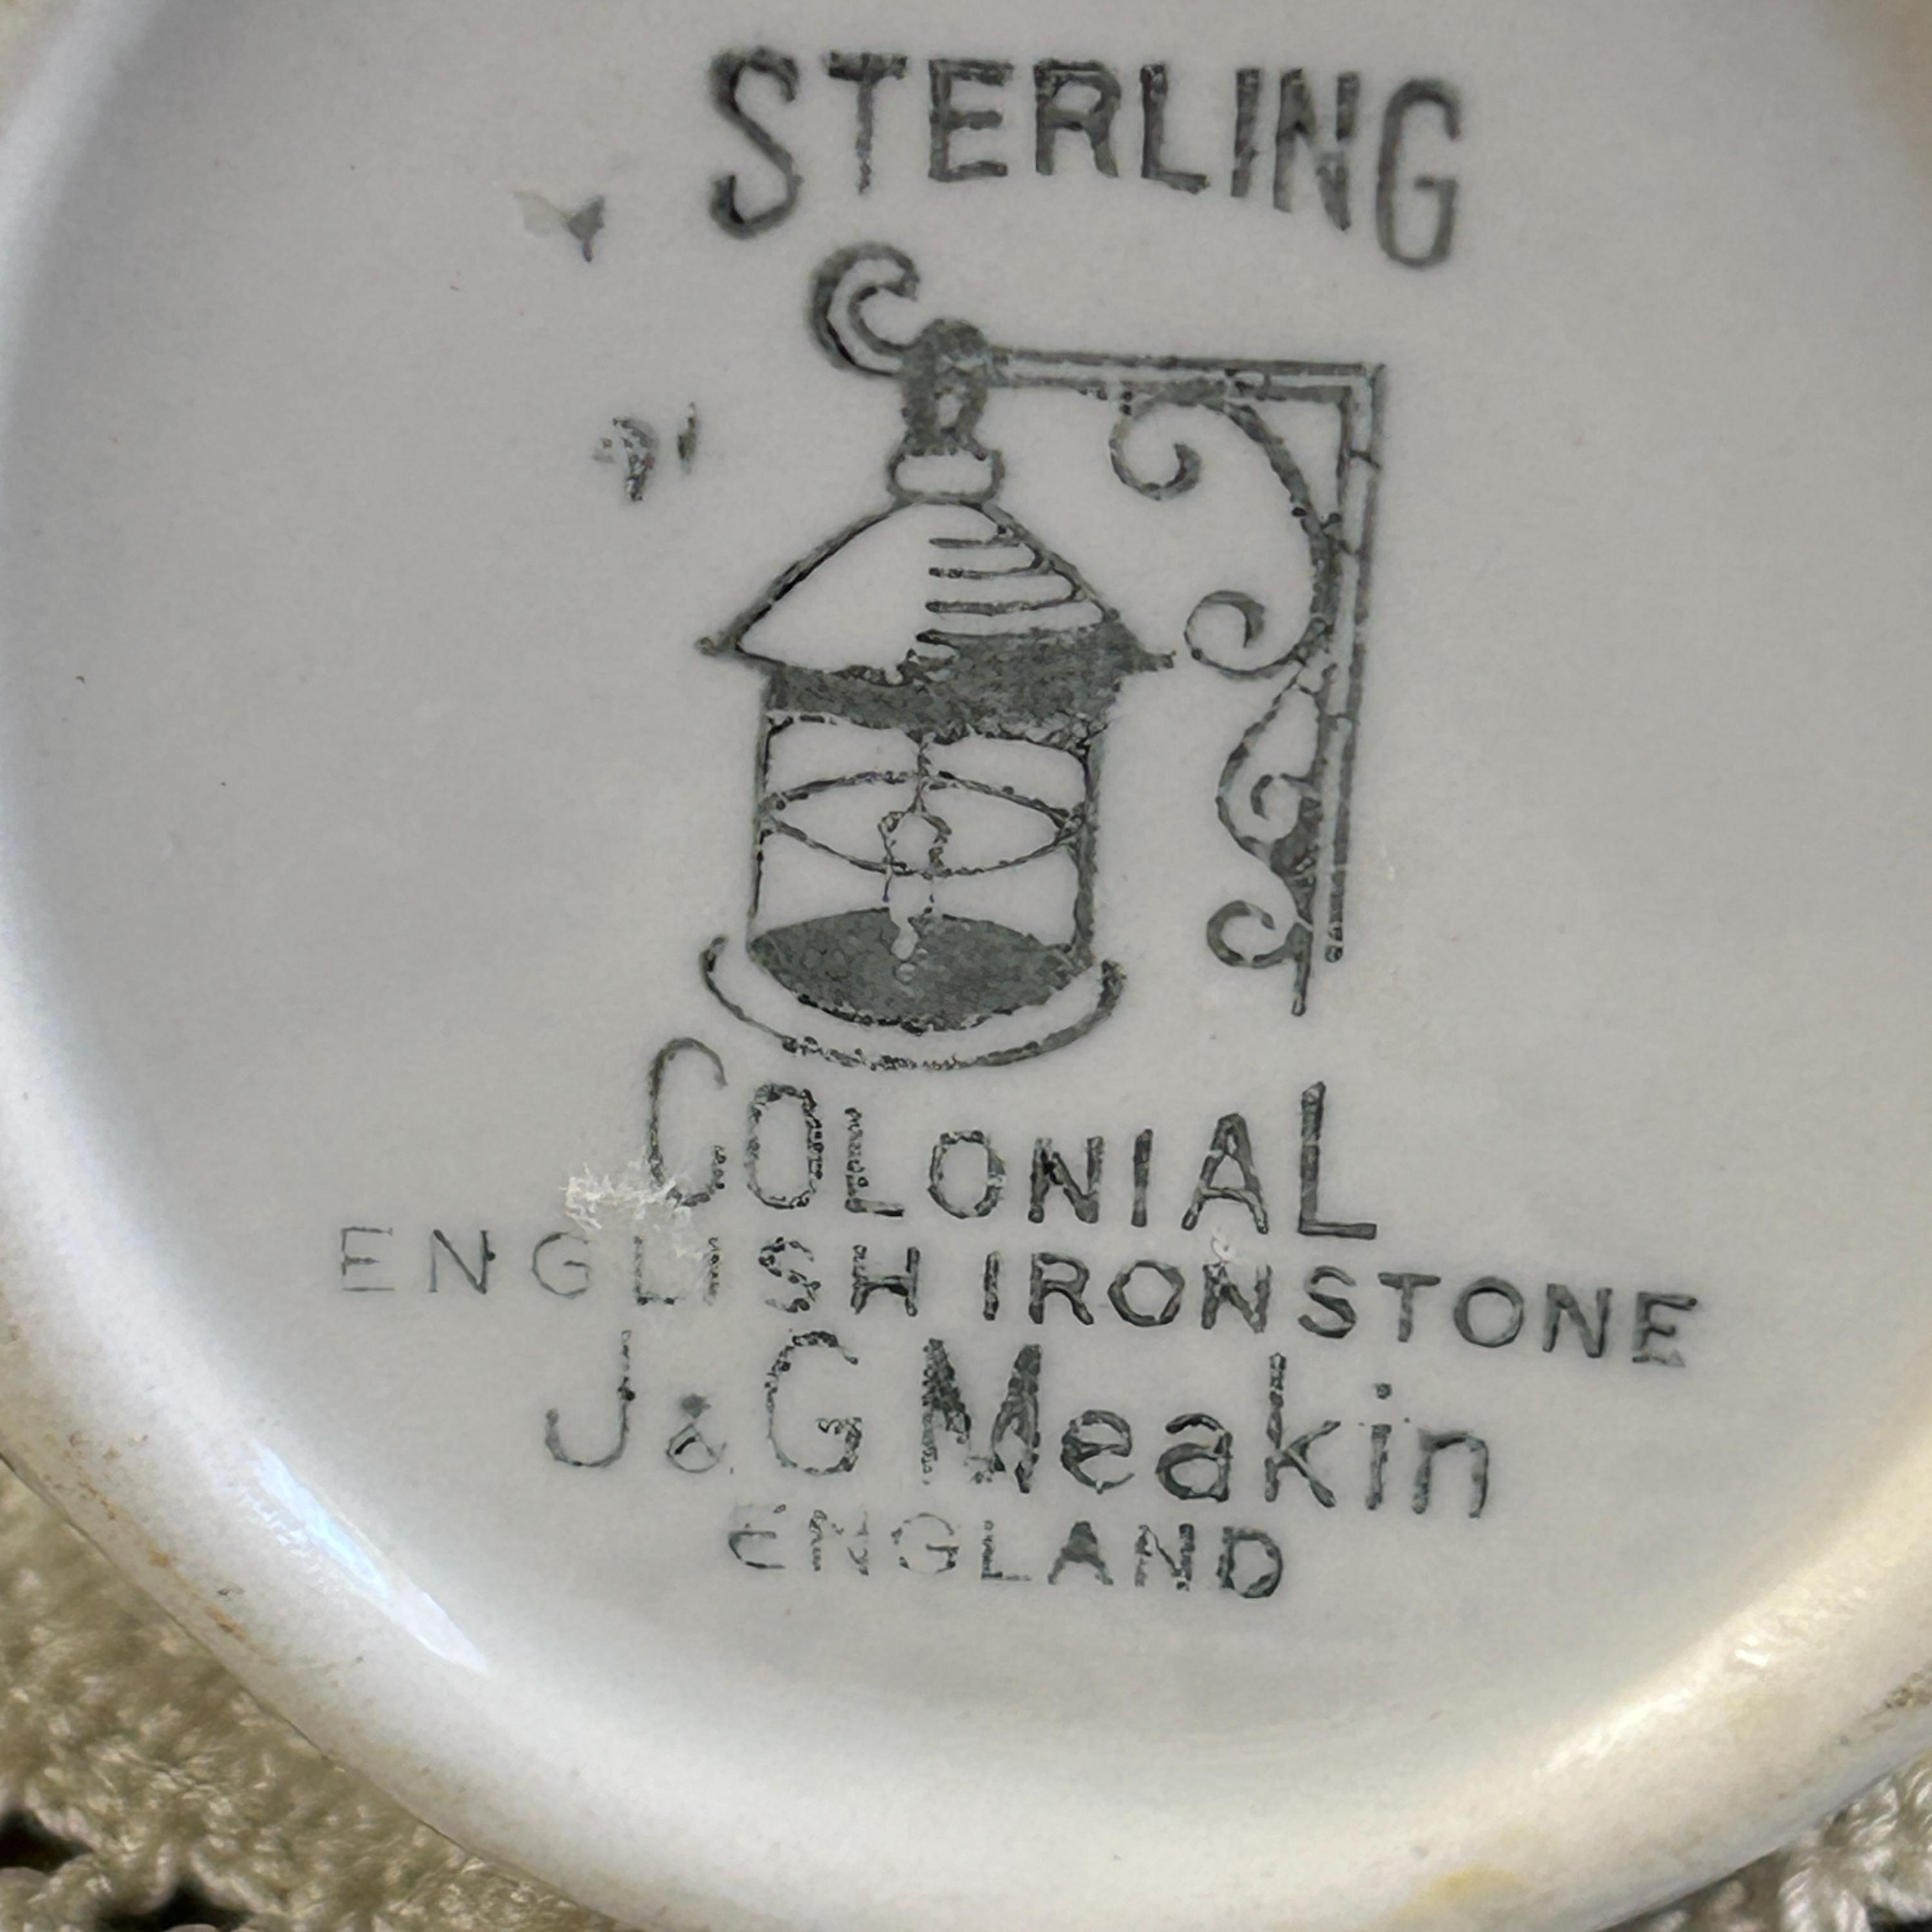 STERLING
COLONIAL
ENGLISH IRONSTONE
J & G Meakin
ENGLAND